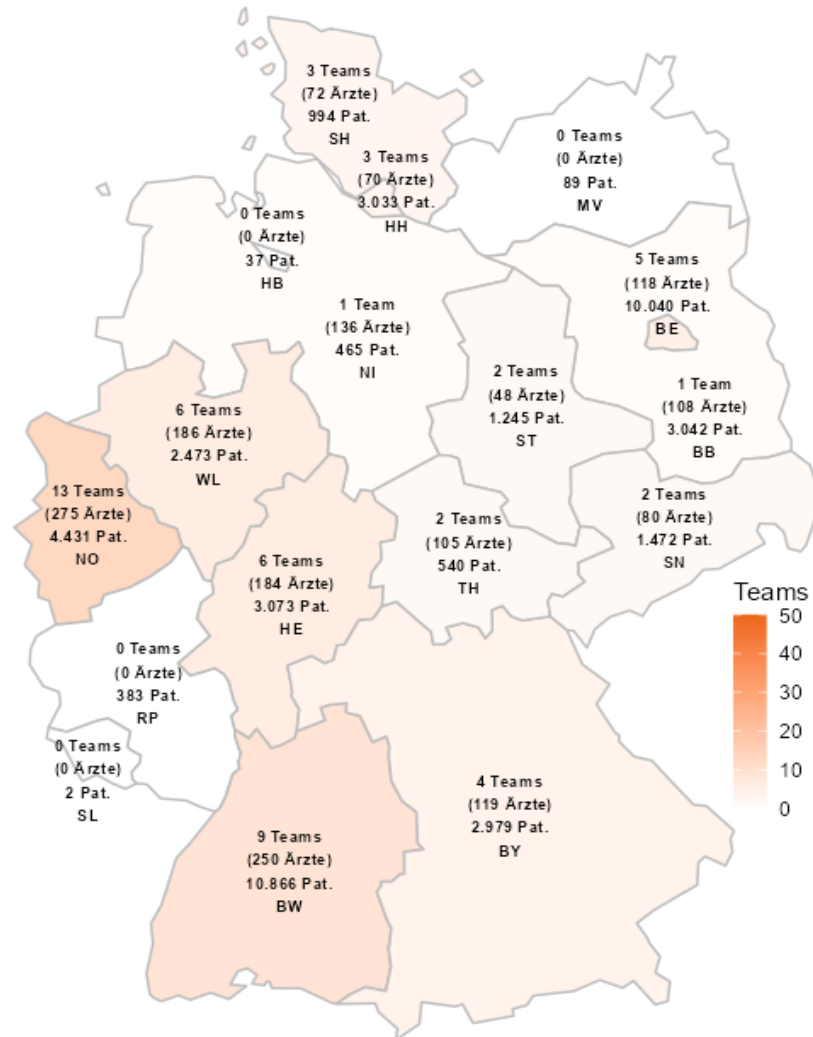 3 Teams
(72 Ärzte)
994 Pat.
SH
3 Teams
(70 Ärzte)
3.033 Pat.
HH
0 Teams
(0 Ärzte)
89 Pat.
MV
0 Teams
(0 Ärzte)
37 Pat.
HB
5 Teams
(118 Ärzte)
10.040 Pat.
BE
1 Team
(136 Ärzte)
465 Pat.
NI
2 Teams
(48 Ärzte)
1.245 Pat.
ST
1 Team
(108 Ärzte)
3.042 Pat.
BB
6 Teams
(186 Ärzte)
2.473 Pat.
WL
13 Teams
(275 Ärzte)
4.431 Pat.
NO
6 Teams
(184 Ärzte)
3.073 Pat.
HE
2 Teams
(105 Ärzte)
540 Pat.
TH
2 Teams
(80 Ärzte)
1.472 Pat.
SN
0 Teams
(0 Ärzte)
383 Pat.
RP
0 Teams
(0 Ärzte)
2 Pat.
SL
9 Teams
(250 Ärzte)
10.866 Pat.
BW
4 Teams
(119 Ärzte)
2.979 Pat.
BY
Teams
50
40
30
20
10
0